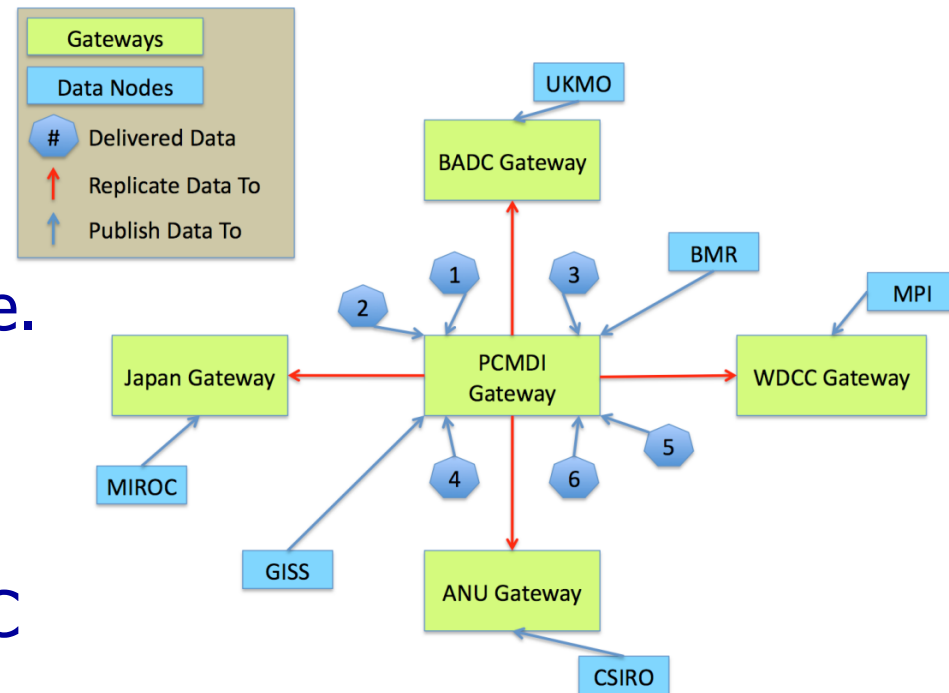 Gateways
Data Nodes
# Delivered Data
Replicate Data To
Publish Data To
UKMO
BADC Gateway
BMR
1
3
2
MPI
e.
Japan Gateway
PCMDI
Gateway
WDCC Gateway
5
4
6
MIROC
GISS
ANU Gateway
C
CSIRO